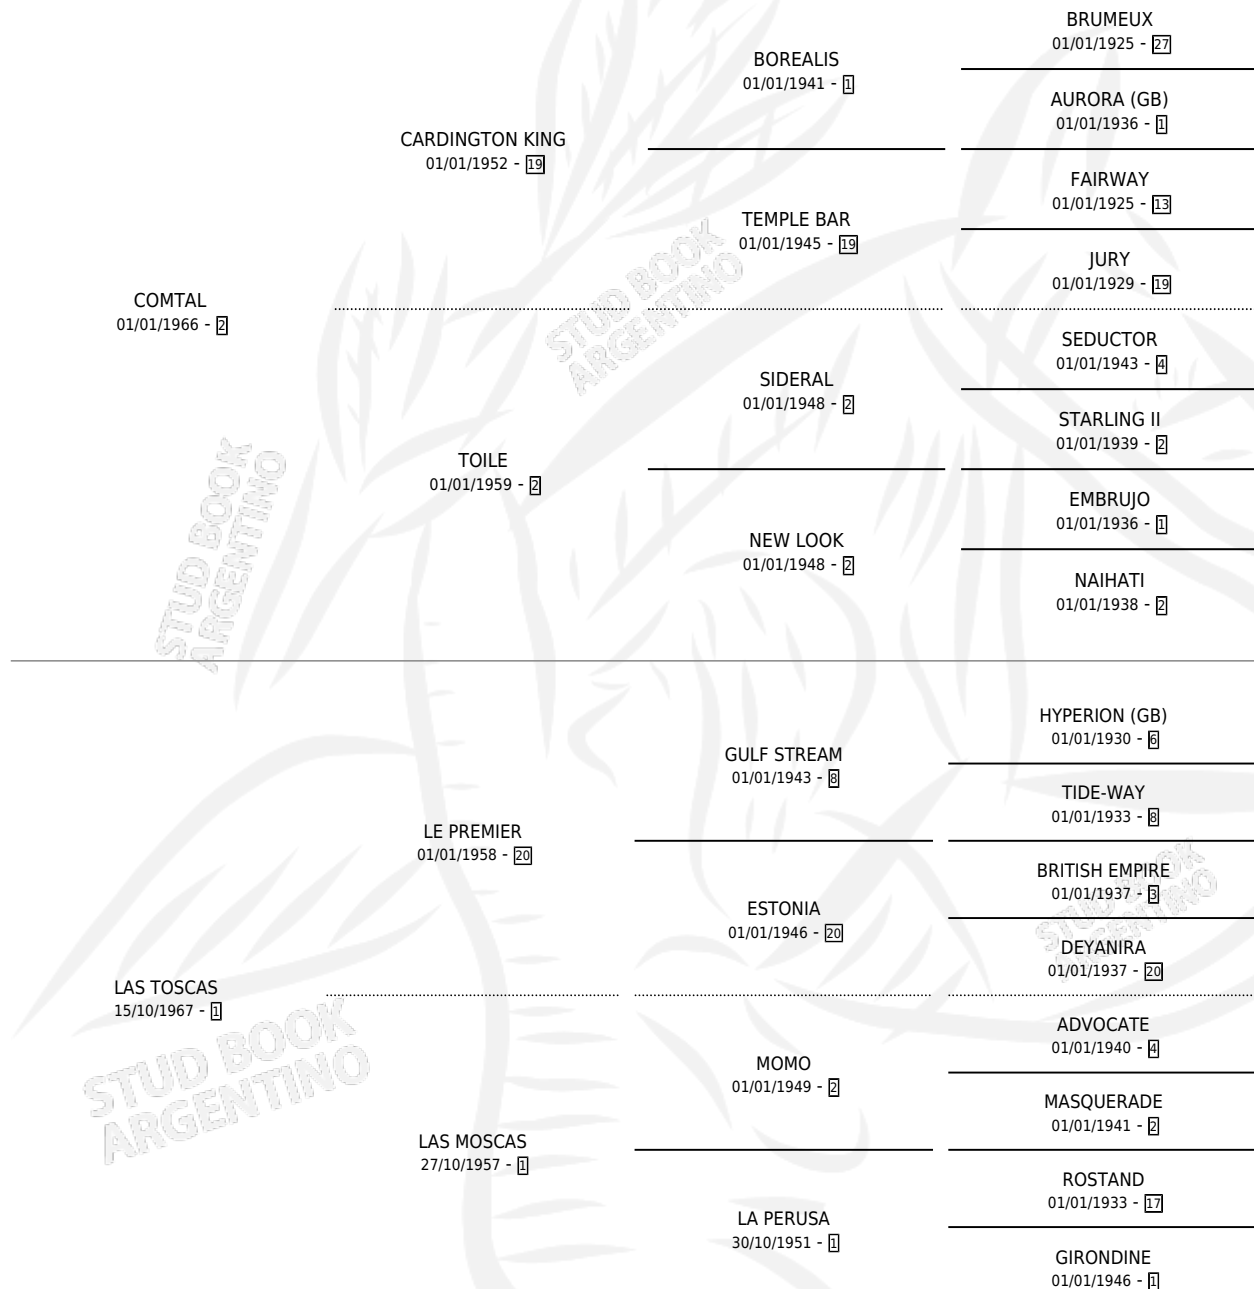 BRUMEUX
01/01/1925 - 27
BOREALIS
01/01/1941 - 1
AURORA (GB)
01/01/1936 - 1
CARDINGTON KING
01/01/1952 - 19
FAIRWAY
01/01/1925 - 13
TEMPLE BAR
01/01/1945 - 19
JURY
01/01/1929 - 19
COMTAL
01/01/1966 - 2
SEDUCTOR
01/01/1943 - 4
SIDERAL
01/01/1948 - 2
STARLING II
01/01/1939 - 2
TOILE
01/01/1959 - 2
EMBRUJO
01/01/1936 - 1
NEW LOOK
01/01/1948 - 2
NAIHATI
01/01/1938 - 2
STUD BOOK
ARGENTINO
STUD BOOK
ARGENTINO
HYPERION (GB)
01/01/1930 - 6
GULF STREAM
01/01/1943 - 8
TIDE-WAY
01/01/1933 - 8
LE PREMIER
01/01/1958 - 20
BRITISH EMPIRE
01/01/1937 - 3
ESTONIA
01/01/1946 - 20
DEYANIRA
01/01/1937 - 20
LAS TOSCAS
15/10/1967 - 1
ADVOCATE
01/01/1940 - 4
MOMO
01/01/1949 - 2
MASQUERADE
01/01/1941 - 2
LAS MOSCAS
27/10/1957 - 1
ROSTAND
01/01/1933 - 17
LA PERUSA
30/10/1951 - 1
GIRONDINE
01/01/1946 - 1
STUD BOOK
ARGENTINO
STUD BOOK
ARGENTINO